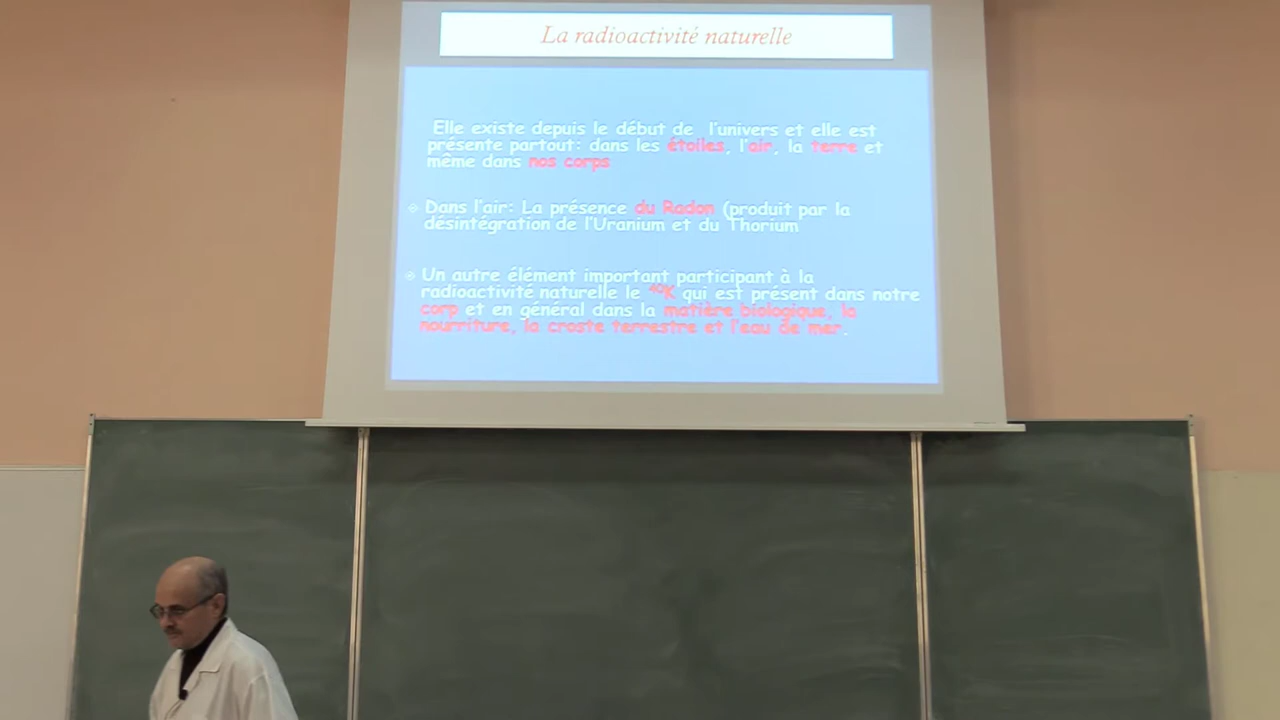 La radioactivité naturelle
Elle existe depuis le début de l'univers et elle est
présente partout: dans les étoiles, l'air, la terre et
même dans nos corps
Dans l'air: La présence du Radon (produit par la
désintégration de l'Uranium et du Thorium
Un autre élément important participant à la
radioactivité naturelle le ⁴⁰K qui est présent dans notre
corp et en général dans la matière biologique, la
nourriture, la croste terrestre et l'eau de mer.